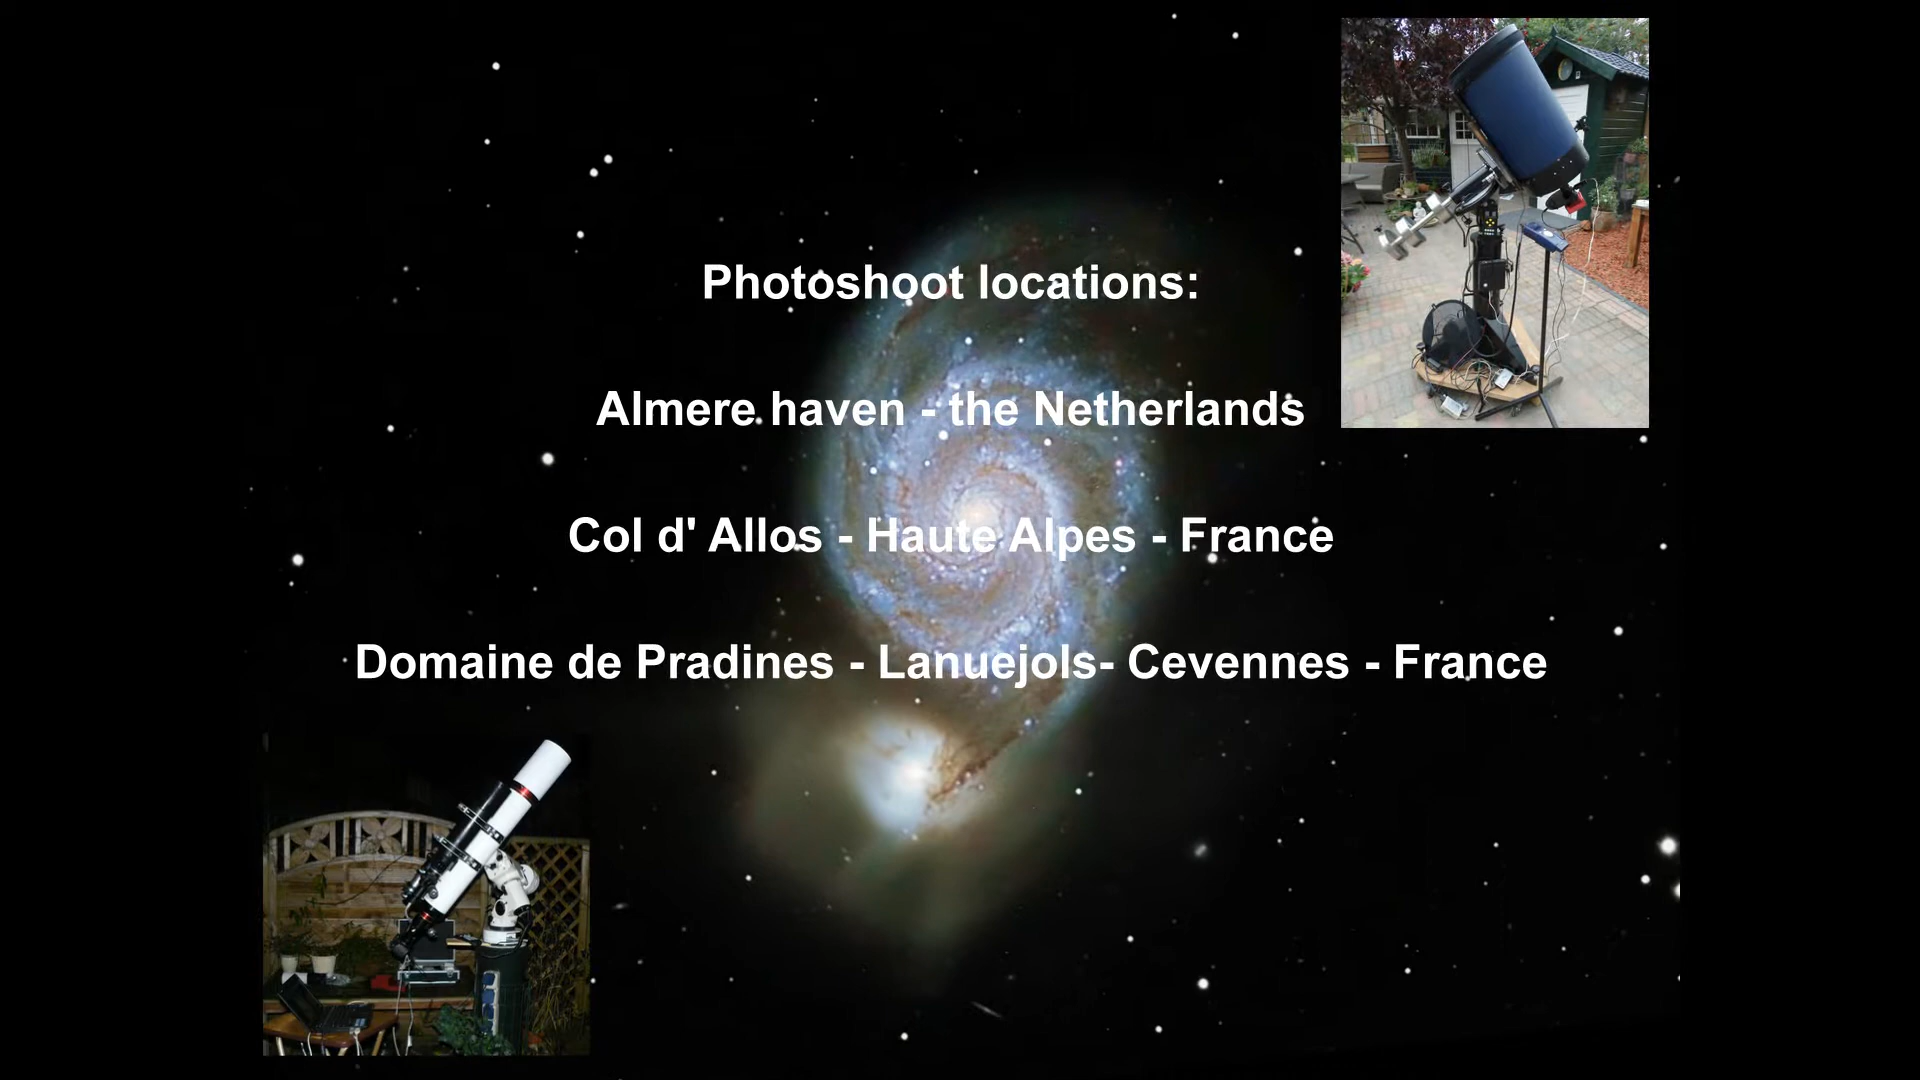 Photoshoot locations:
Almere haven - the Netherlands
Col d' Allos - Haute Alpes - France
Domaine de Pradines - Lanuejols- Cevennes - France